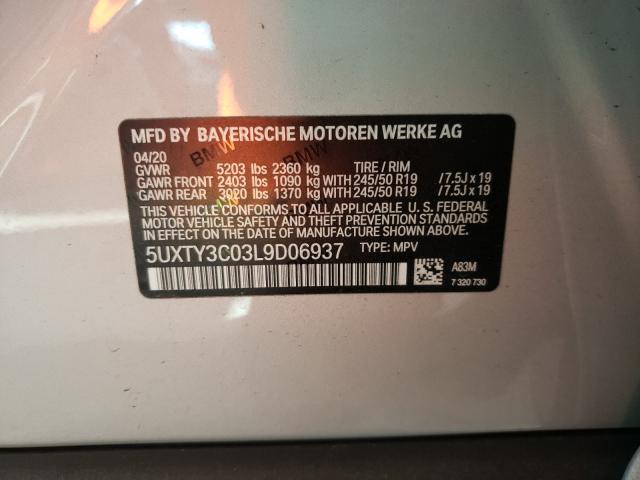 MFD BY BAYERISCHE MOTOREN WERKE AG
04/20
GVWR 5203 lbs 2360 kg TIRE / RIM
GAWR FRONT 2403 lbs 1090 kg WITH 245/50 R19 /7.5J x 19
GAWR REAR 3020 lbs 1370 kg WITH 245/50 R19 /7.5J x 19
THIS VEHICLE CONFORMS TO ALL APPLICABLE U. S. FEDERAL
MOTOR VEHICLE SAFETY AND THEFT PREVENTION
STANDARDS IN EFFECT ON THE DATE OF MANUFACTURE SHOWN ABOVE.
5UXTY3C03L9D06937 TYPE: MPV
A83M
7 320 730
BMW
BMW